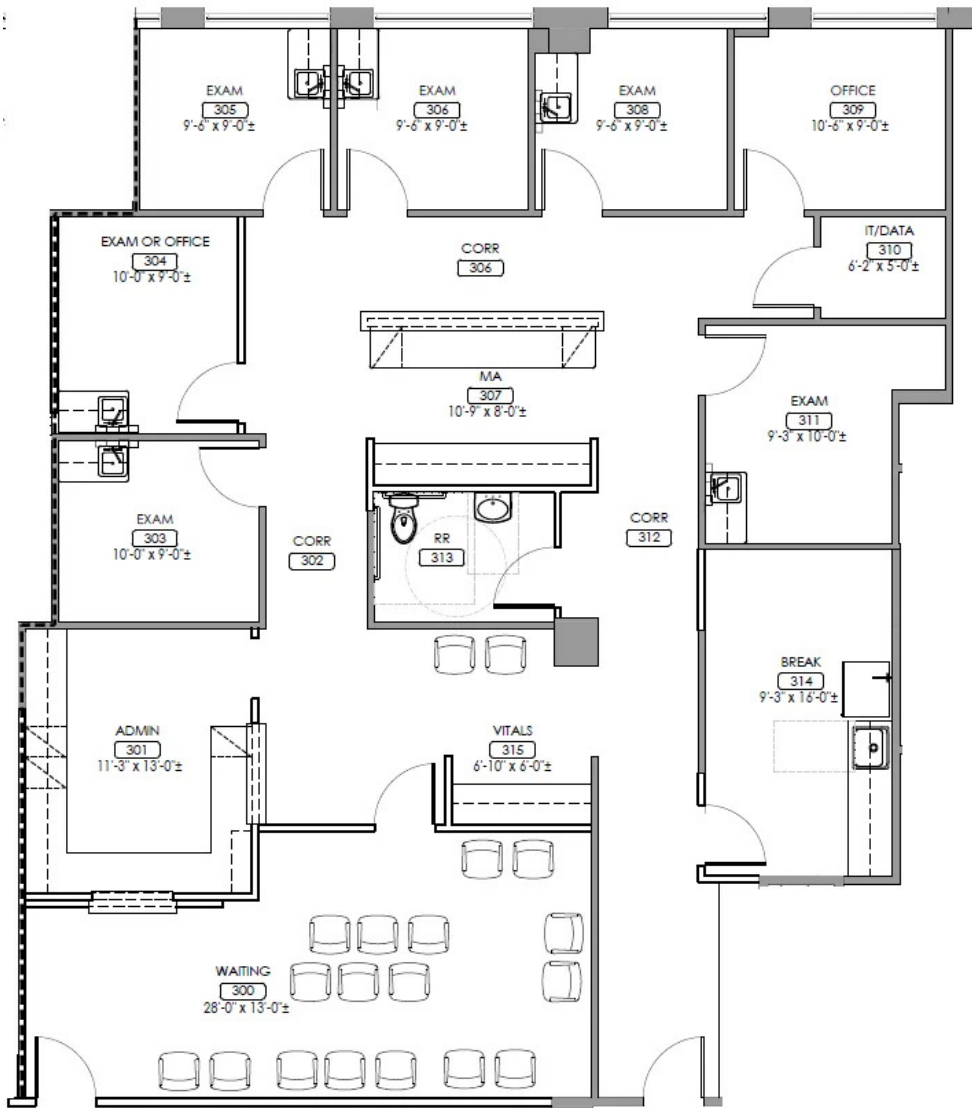 EXAM
305
9'-6" x 9'-0"±
EXAM
306
9'-6" x 9'-0"±
EXAM
308
9'-6" x 9'-0"±
OFFICE
309
10'-6" x 9'-0"±
EXAM OR OFFICE
304
10'-0" x 9'-0"±
CORR
306
IT/DATA
310
6'-2" x 5'-0"±
MA
307
10'-9" x 8'-0"±
EXAM
311
9'-3" x 10'-0"±
EXAM
303
10'-0" x 9'-0"±
CORR
302
RR
313
CORR
312
BREAK
314
9'-3" x 16'-0"±
ADMIN
301
11'-3" x 13'-0"±
VITALS
315
6'-10" x 6'-0"±
WAITING
300
28'-0" x 13'-0"±